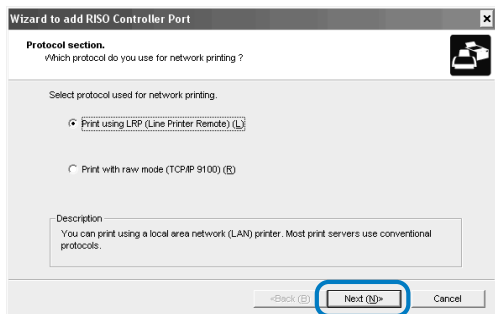 Wizard to add RISO Controller Port
Protocol section.
Which protocol do you use for network printing ?
Select protocol used for network printing.
Print using LRP (Line Printer Remote) (L)
Print with raw mode (TCP/IP 9100) (R)
Description
You can print using a local area network (LAN) printer. Most print servers use conventional
protocols.
«Back (B) Next (N)» Cancel